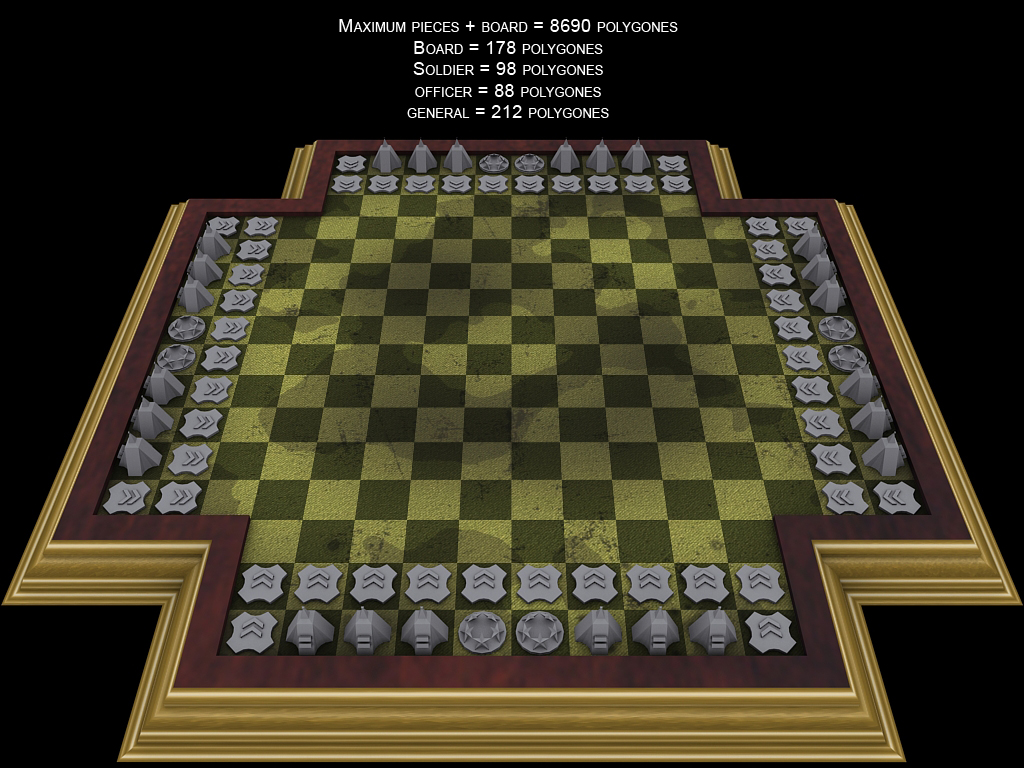 Maximum pieces + board = 8690 polygones
Board = 178 polygones
Soldier = 98 polygones
officer = 88 polygones
general = 212 polygones